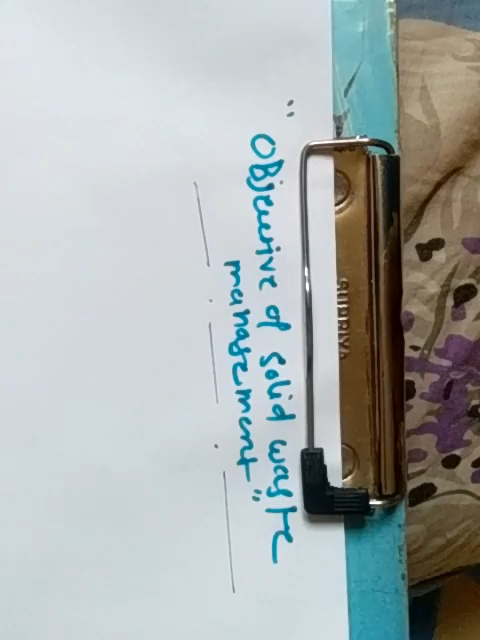 "Objective of solid waste
management"
SUPRIYA